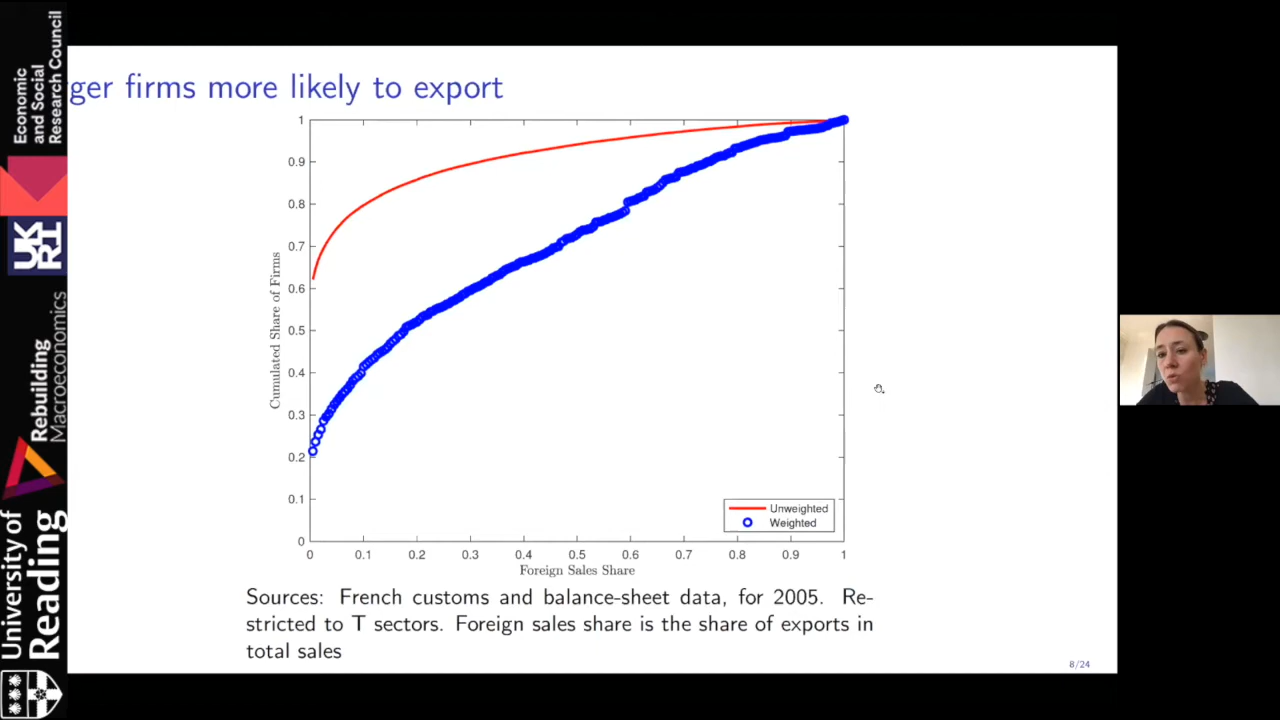 Economic
and Social
Research Council
UKRI
Rebuilding
Macroeconomics
University of
Reading
ger firms more likely to export
1
0.9
0.8
0.7
0.6
0.5
0.4
0.3
0.2
0.1
0
Cumulated Share of Firms
0 0.1 0.2 0.3 0.4 0.5 0.6 0.7 0.8 0.9 1
Foreign Sales Share
Unweighted
Weighted
Sources: French customs and balance-sheet data, for 2005. Re-
stricted to T sectors. Foreign sales share is the share of exports in
total sales
8/24